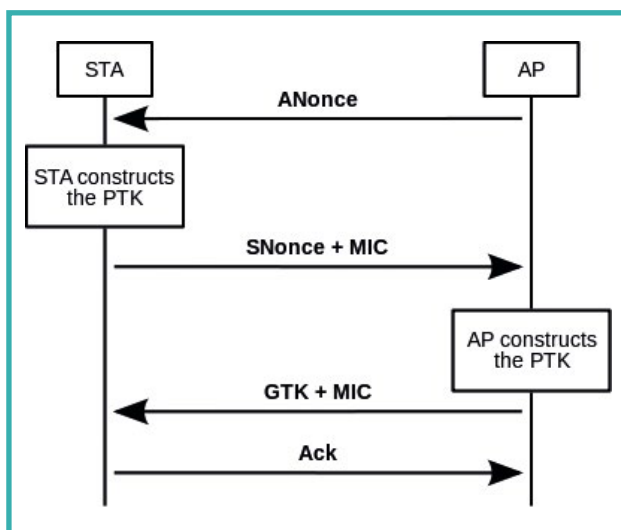 STA
AP
ANonce
STA constructs
the PTK
SNonce + MIC
AP constructs
the PTK
GTK + MIC
Ack